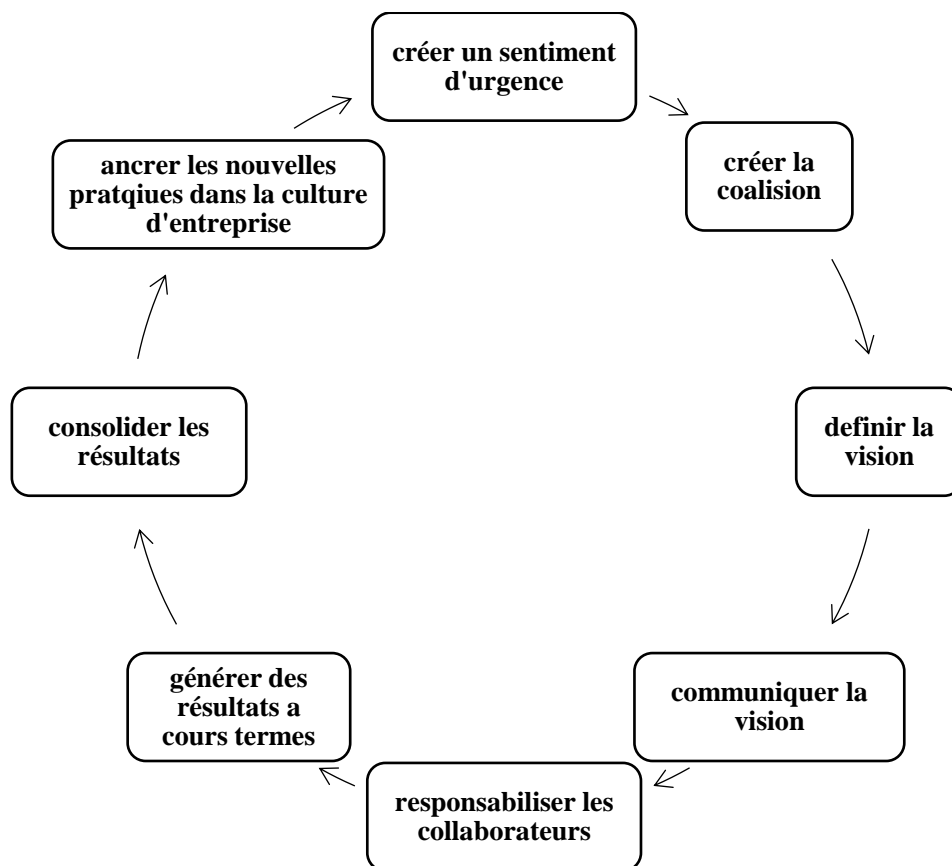 créer un sentiment
d'urgence
créer la
coalision
definir la
vision
communiquer la
vision
responsabiliser les
collaborateurs
générer des
résultats a
cours termes
consolider les
résultats
ancrer les nouvelles
pratqiues dans la culture
d'entreprise